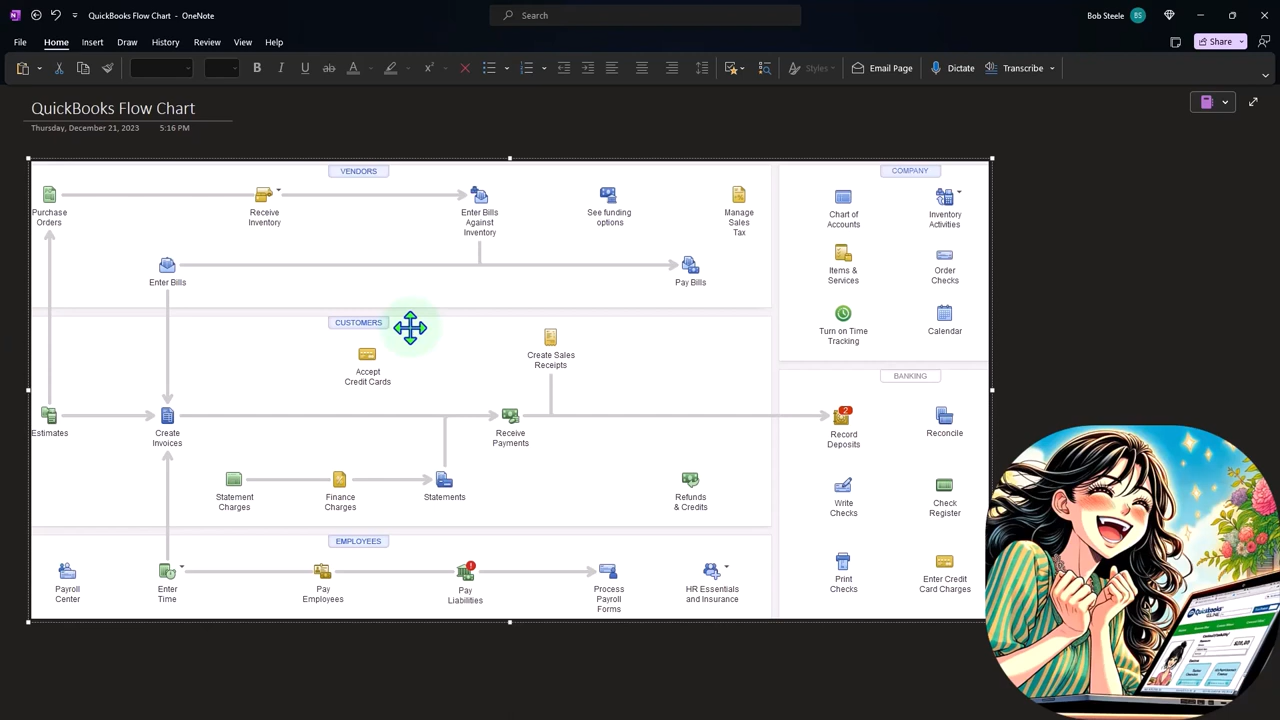 QuickBooks Flow Chart - OneNote
Search
Bob Steele
BS
File
Home
Insert
Draw
History
Review
View
Help
Share
Email Page
Dictate
Transcribe
Styles
QuickBooks Flow Chart
Thursday, December 21, 2023 5:16 PM
VENDORS
Purchase
Orders
Receive
Inventory
Enter Bills
Against
Inventory
See funding
options
Manage
Sales
Tax
Enter Bills
Pay Bills
CUSTOMERS
Accept
Credit Cards
Create Sales
Receipts
Estimates
Create
Invoices
Receive
Payments
Statement
Charges
Finance
Charges
Statements
Refunds
& Credits
EMPLOYEES
Payroll
Center
Enter
Time
Pay
Employees
Pay
Liabilities
Process
Payroll
Forms
HR Essentials
and Insurance
COMPANY
Chart of
Accounts
Inventory
Activities
Items &
Services
Order
Checks
Turn on Time
Tracking
Calendar
BANKING
2
Record
Deposits
Reconcile
Write
Checks
Check
Register
Print
Checks
Enter Credit
Card Charges